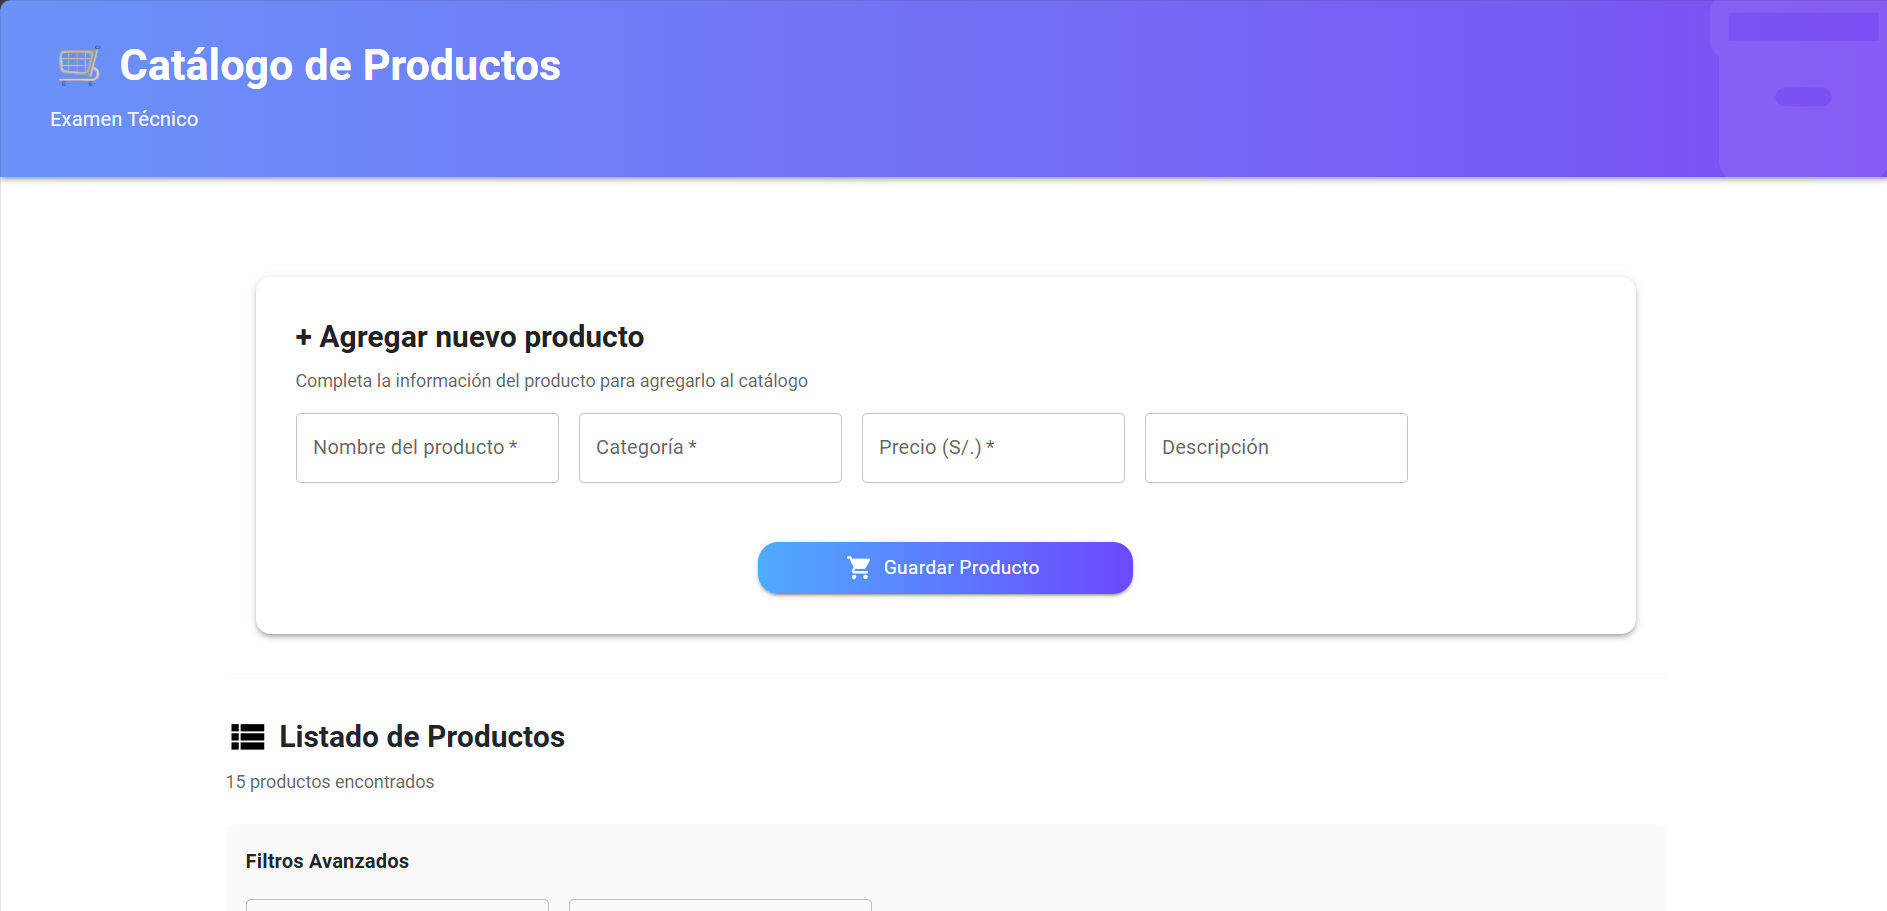 Catálogo de Productos
Examen Técnico
+ Agregar nuevo producto
Completa la información del producto para agregarlo al catálogo
Nombre del producto *
Categoría *
Precio (S/.) *
Descripción
Guardar Producto
Listado de Productos
15 productos encontrados
Filtros Avanzados